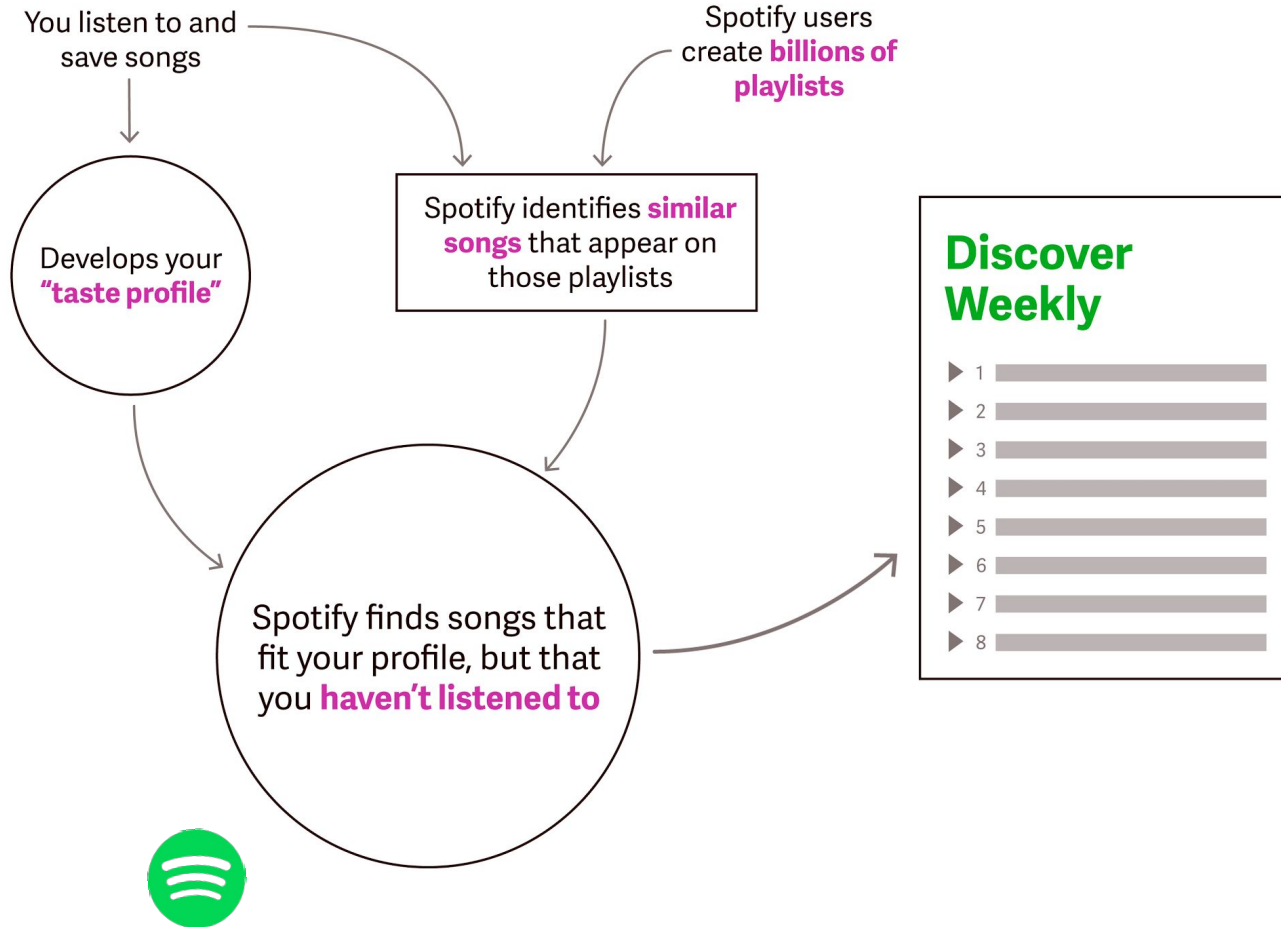 You listen to and
save songs
Spotify users
create billions of
playlists
Develops your
“taste profile”
Spotify identifies similar
songs that appear on
those playlists
Spotify finds songs that
fit your profile, but that
you haven’t listened to
Discover
Weekly
1
2
3
4
5
6
7
8